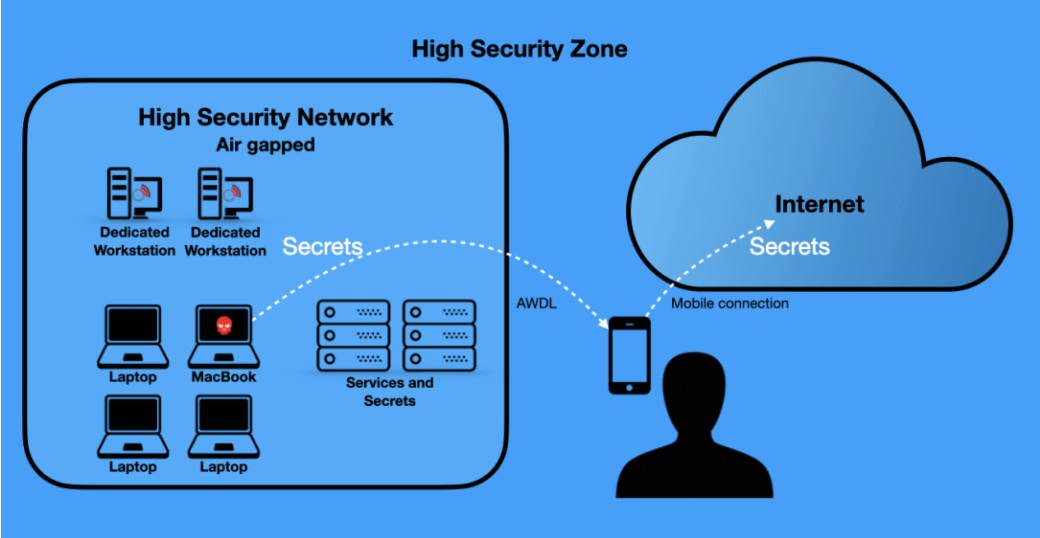 High Security Zone
High Security Network
Air gapped
Dedicated
Workstation
Dedicated
Workstation
Secrets
Internet
Secrets
AWDL
Mobile connection
Laptop
MacBook
Services and
Secrets
Laptop
Laptop